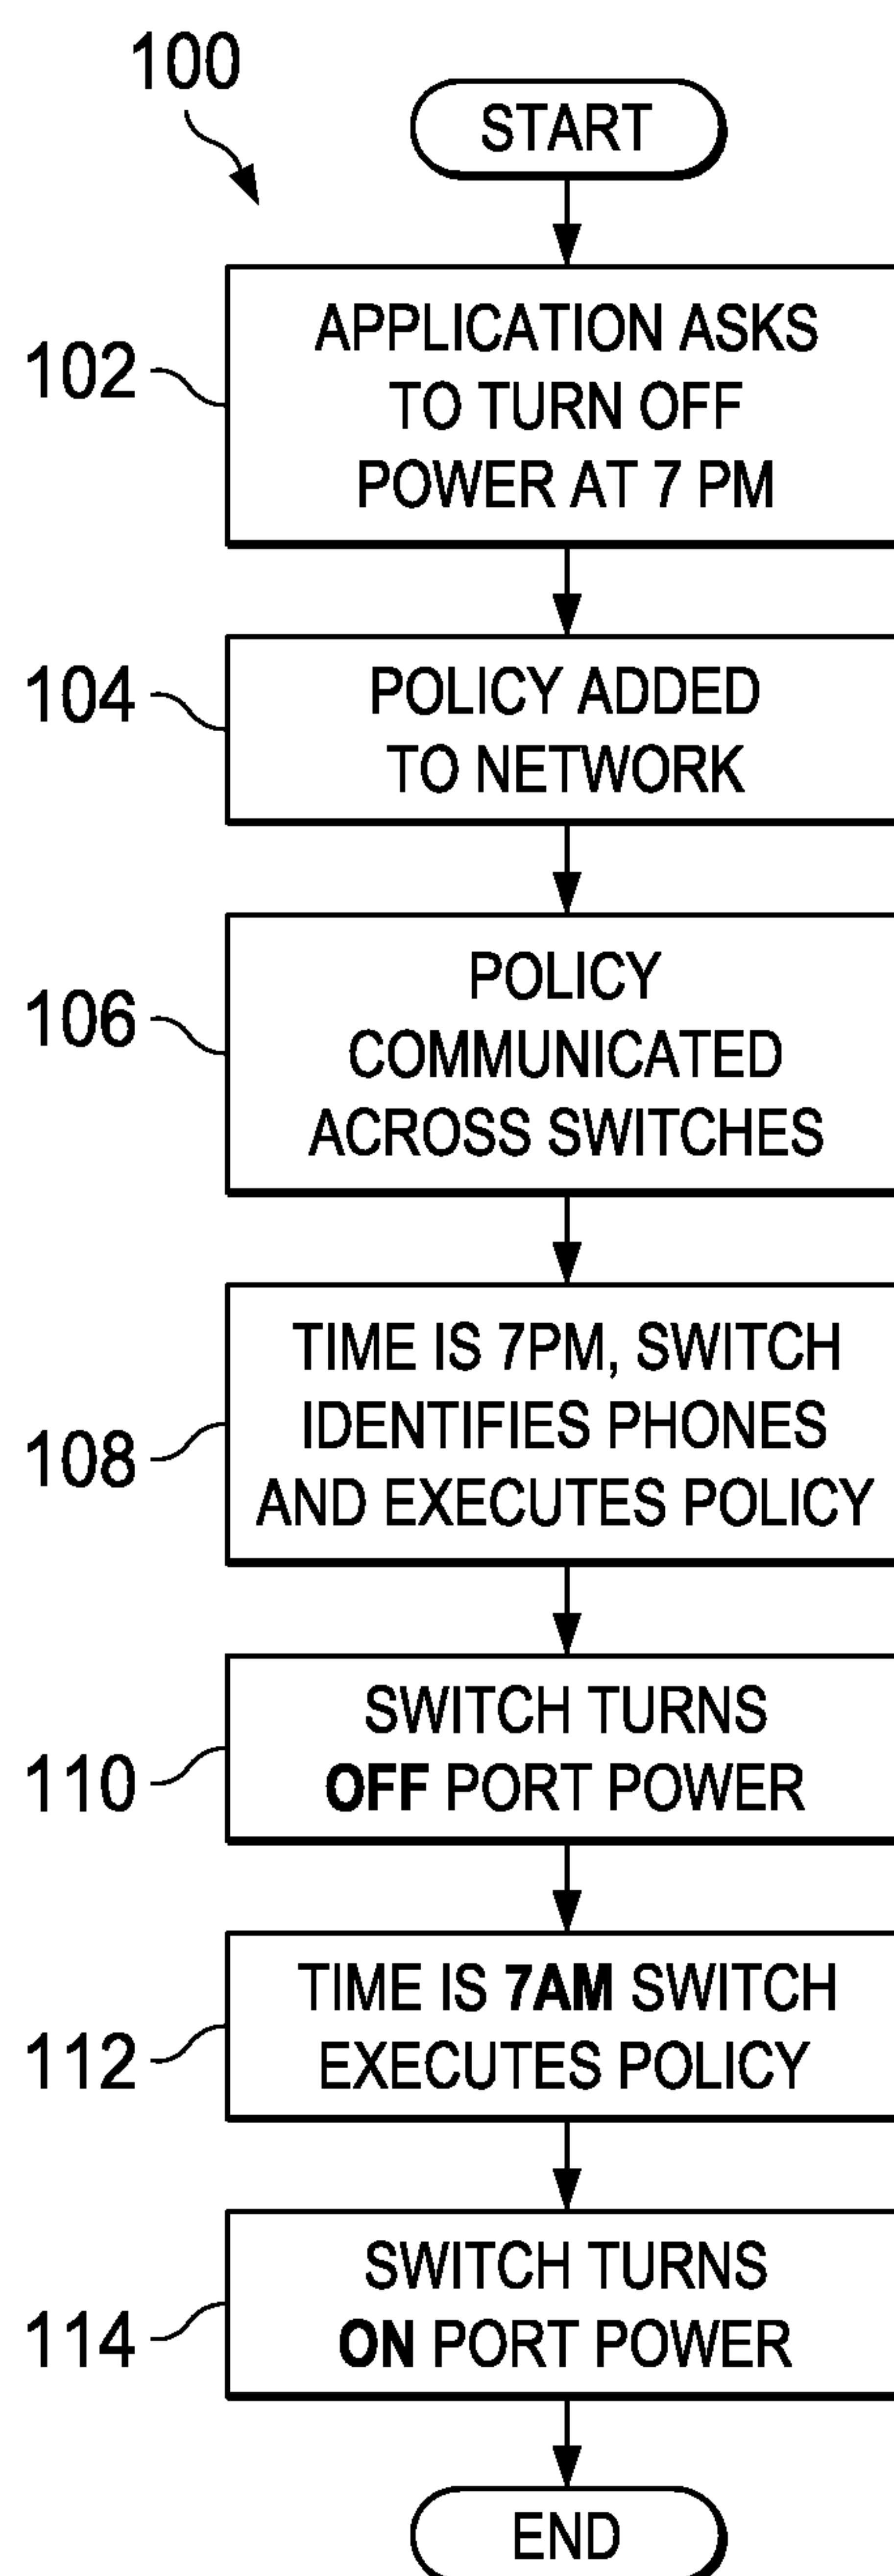 100
START
102
APPLICATION ASKS
TO TURN OFF
POWER AT 7 PM
104
POLICY ADDED
TO NETWORK
106
POLICY
COMMUNICATED
ACROSS SWITCHES
108
TIME IS 7PM, SWITCH
IDENTIFIES PHONES
AND EXECUTES POLICY
110
SWITCH TURNS
OFF PORT POWER
112
TIME IS 7AM SWITCH
EXECUTES POLICY
114
SWITCH TURNS
ON PORT POWER
END